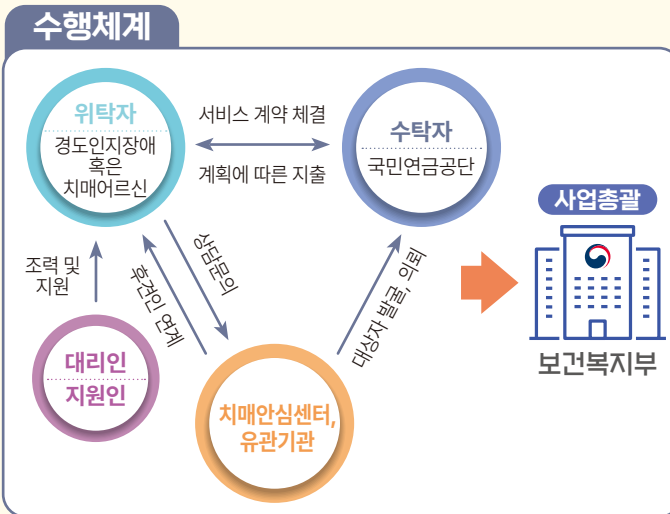 수행체계
위탁자
경도인지장애
혹은
치매어르신
서비스 계약 체결
계획에 따른 지출
수탁자
국민연금공단
사업총괄
보건복지부
조력 및
지원
후견인 연계
상담문의
대상자 발굴, 의뢰
대리인
지원인
치매안심센터,
유관기관